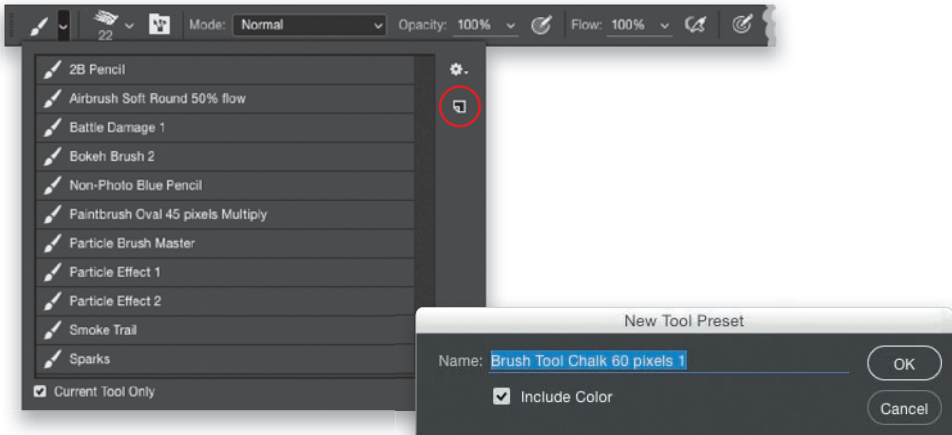 Mode: Normal Opacity: 100% Flow: 100%
22
2B Pencil
Airbrush Soft Round 50% flow
Battle Damage 1
Bokeh Brush 2
Non-Photo Blue Pencil
Paintbrush Oval 45 pixels Multiply
Particle Brush Master
Particle Effect 1
Particle Effect 2
Smoke Trail
Sparks
Current Tool Only
New Tool Preset
Name: Brush Tool Chalk 60 pixels 1
OK
Include Color
Cancel